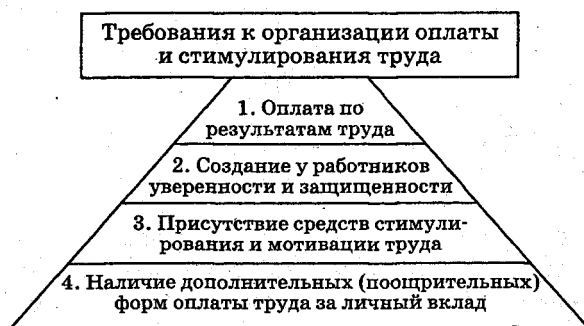 Требования к организации оплаты
и стимулирования труда
1. Оплата по
результатам труда
2. Создание у работников
уверенности и защищенности
3. Присутствие средств стимули-
рования и мотивации труда
4. Наличие дополнительных (поощрительных)
форм оплаты труда за личный вклад